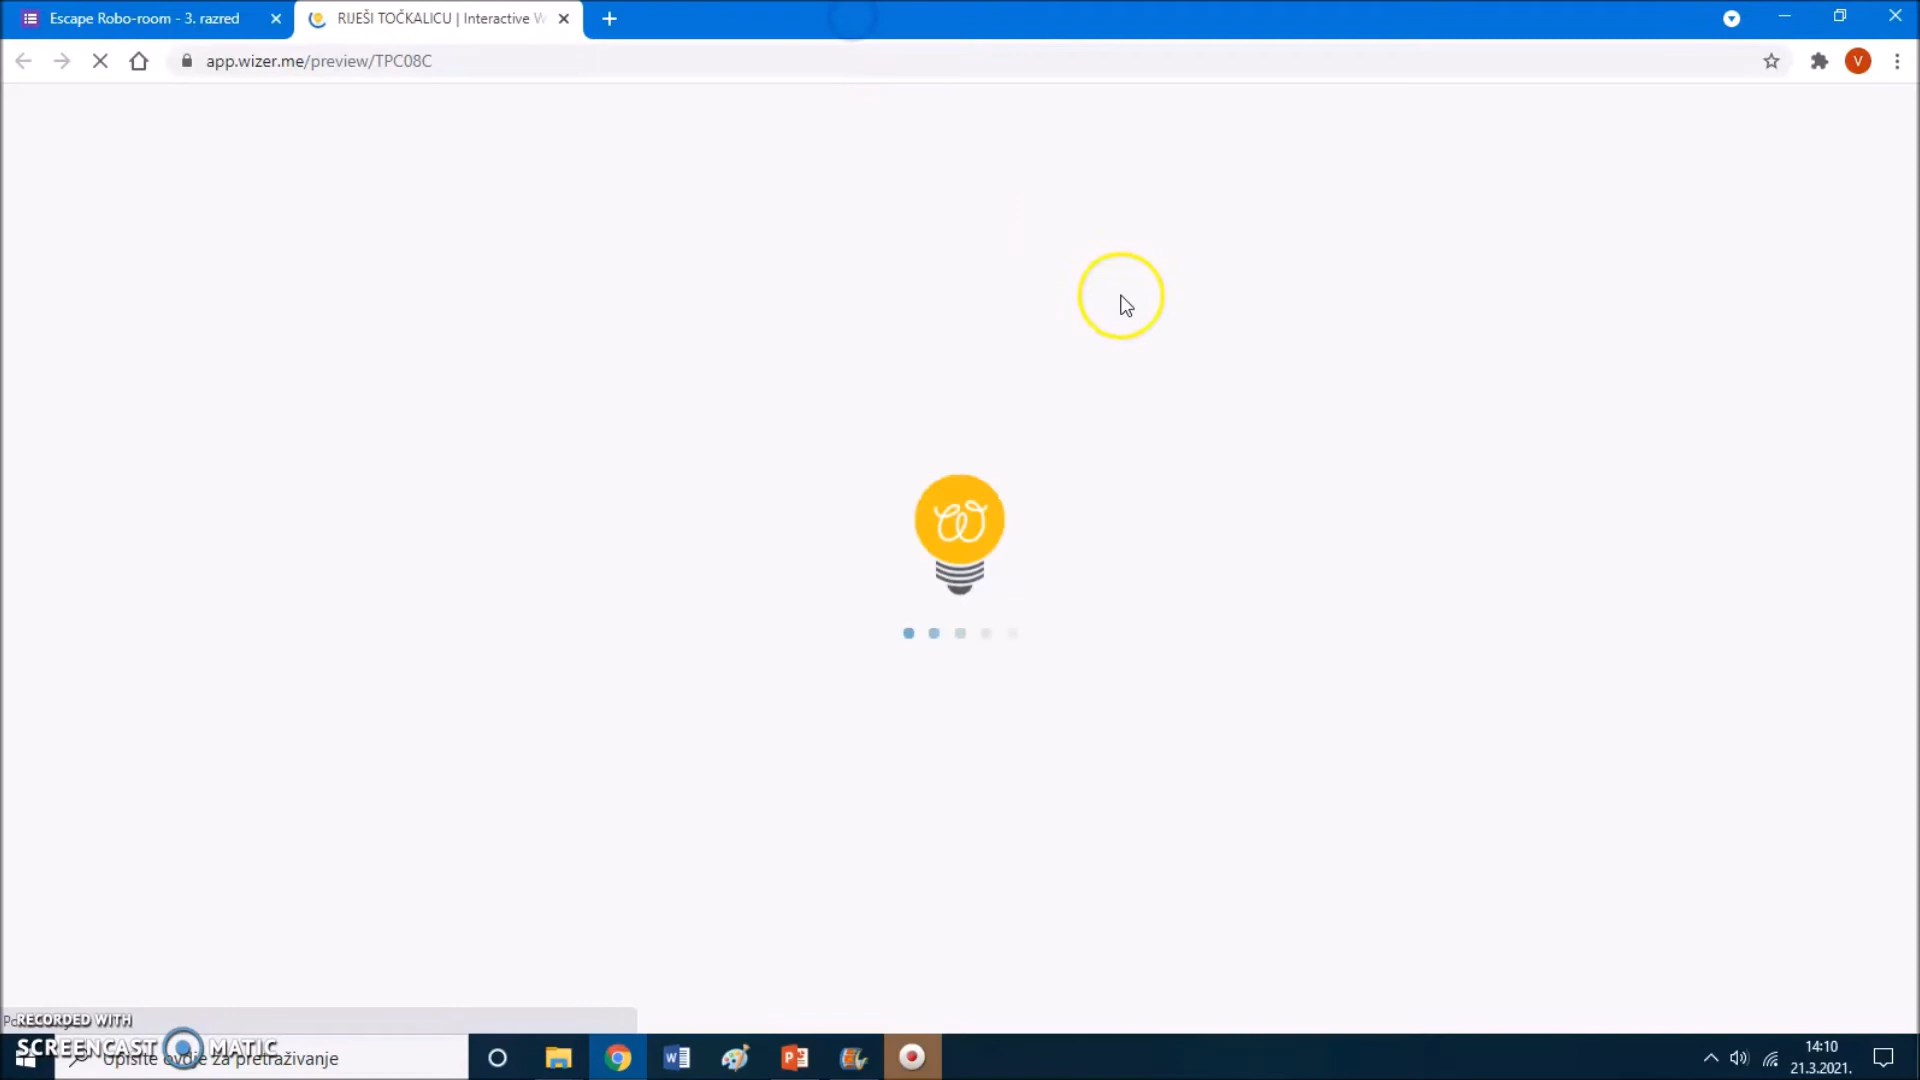 Escape Robo-room - 3. razred
RIJEŠI TOČKALICU | Interactive W
app.wizer.me/preview/TPC08C
V
RECORDED WITH
SCREENCAST MATIC
Upišite ovdje za pretraživanje
14:10
21.3.2021.